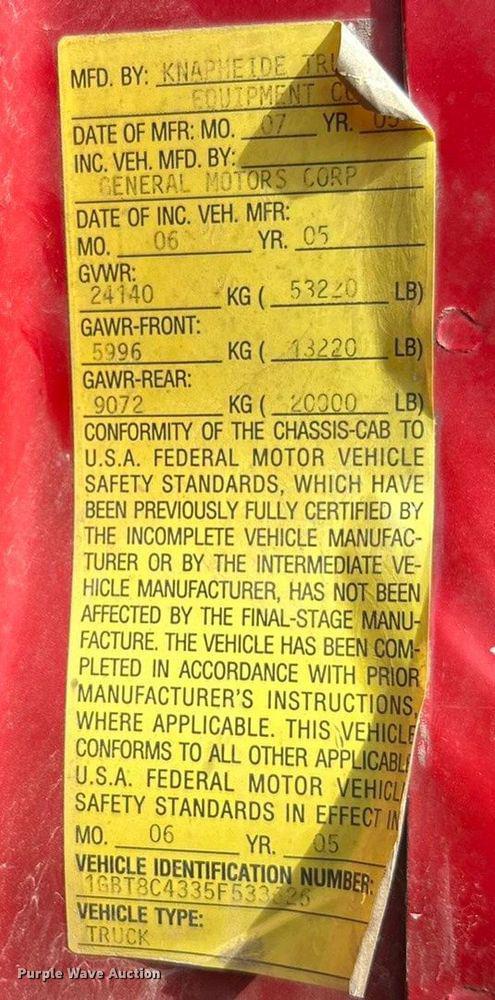 MFD. BY: KNAPHEIDE
EQUIPMENT
DATE OF MFR: MO. 07 YR. 05
INC. VEH. MFD. BY:
GENERAL MOTORS CORP
DATE OF INC. VEH. MFR:
MO. 06 YR. 05
GVWR:
24140 KG ( 53220 LB)
GAWR-FRONT:
5996 KG ( 13220 LB)
GAWR-REAR:
9072 KG ( 20000 LB)
CONFORMITY OF THE CHASSIS-CAB TO
U.S.A. FEDERAL MOTOR VEHICLE
SAFETY STANDARDS, WHICH HAVE
BEEN PREVIOUSLY FULLY CERTIFIED BY
THE INCOMPLETE VEHICLE MANUFAC-
TURER OR BY THE INTERMEDIATE VE-
HICLE MANUFACTURER, HAS NOT BEEN
AFFECTED BY THE FINAL-STAGE MANU-
FACTURE. THE VEHICLE HAS BEEN COM-
PLETED IN ACCORDANCE WITH PRIOR
MANUFACTURER'S INSTRUCTIONS,
WHERE APPLICABLE. THIS VEHICLE
CONFORMS TO ALL OTHER APPLICABLE
U.S.A. FEDERAL MOTOR VEHICL
SAFETY STANDARDS IN EFFECT IN
MO. 06 YR. 05
VEHICLE IDENTIFICATION NUMBER:
VEHICLE TYPE:
TRUCK
Purple Wave Auction